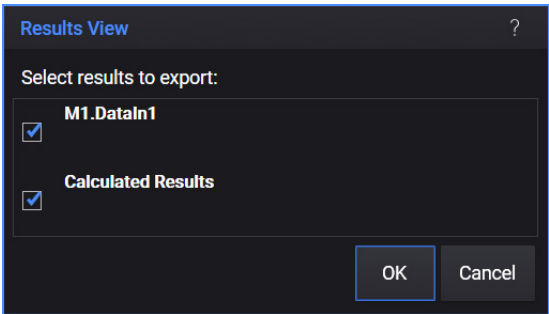 Results View ?
Select results to export:
M1.DataIn1
Calculated Results
OK Cancel